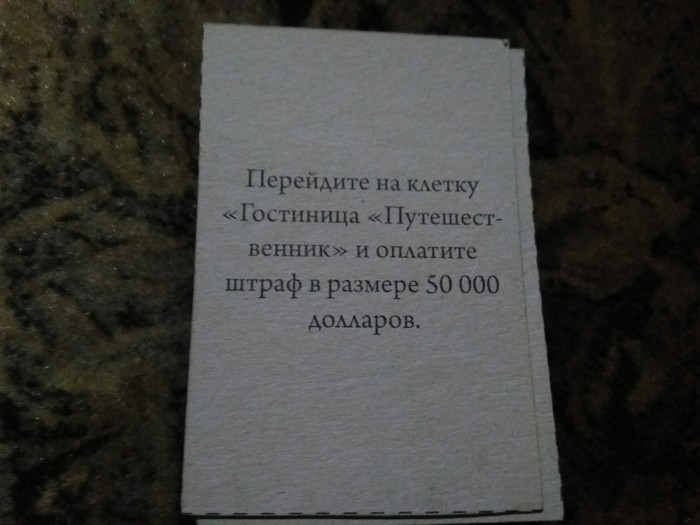 Перейдите на клетку
«Гостиница «Путешест-
венник» и оплатите
штраф в размере 50 000
долларов.